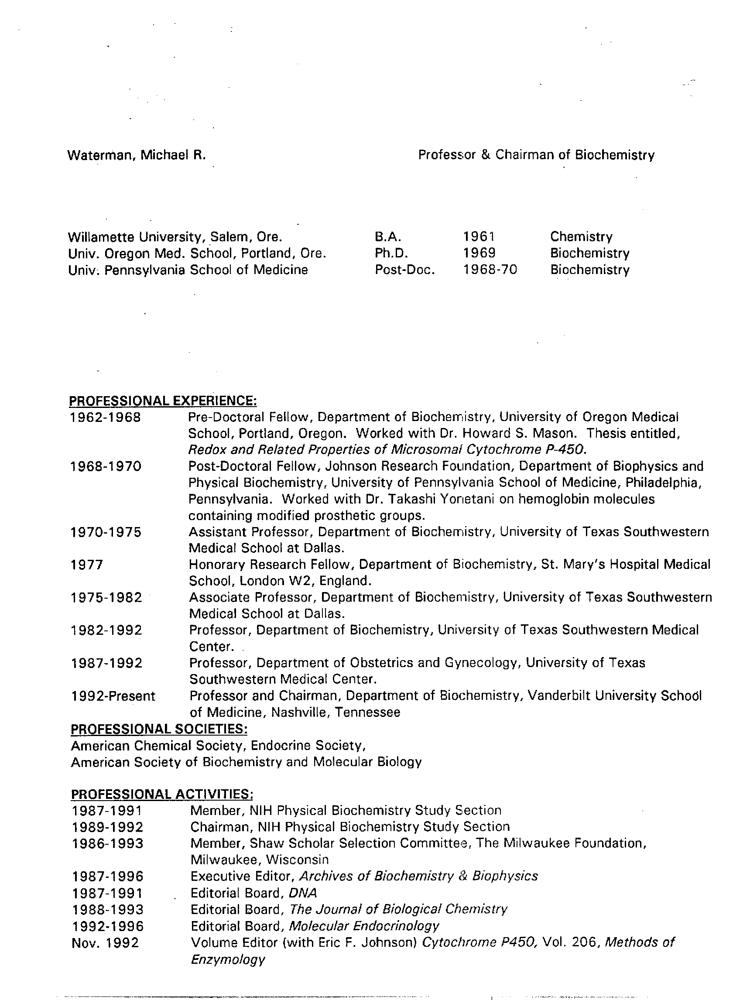 Waterman, Michael R. Professor & Chairman of Biochemistry
Willamette University, Salem, Ore. B.A. 1961 Chemistry
Univ. Oregon Med. School, Portland, Ore. Ph.D. 1969 Biochemistry
Univ. Pennsylvania School of Medicine Post-Doc. 1968-70 Biochemistry
PROFESSIONAL EXPERIENCE:
1962-1968 Pre-Doctoral Fellow, Department of Biochemistry, University of Oregon Medical
School, Portland, Oregon. Worked with Dr. Howard S. Mason. Thesis entitled,
Redox and Related Properties of Microsomal Cytochrome P-450.
1968-1970 Post-Doctoral Fellow, Johnson Research Foundation, Department of Biophysics and
Physical Biochemistry, University of Pennsylvania School of Medicine, Philadelphia,
Pennsylvania. Worked with Dr. Takashi Yonetani on hemoglobin molecules
containing modified prosthetic groups.
1970-1975 Assistant Professor, Department of Biochemistry, University of Texas Southwestern
Medical School at Dallas.
1977 Honorary Research Fellow, Department of Biochemistry, St. Mary's Hospital Medical
School, London W2, England.
1975-1982 Associate Professor, Department of Biochemistry, University of Texas Southwestern
Medical School at Dallas.
1982-1992 Professor, Department of Biochemistry, University of Texas Southwestern Medical
Center.
1987-1992 Professor, Department of Obstetrics and Gynecology, University of Texas
Southwestern Medical Center.
1992-Present Professor and Chairman, Department of Biochemistry, Vanderbilt University School
of Medicine, Nashville, Tennessee
PROFESSIONAL SOCIETIES:
American Chemical Society, Endocrine Society,
American Society of Biochemistry and Molecular Biology
PROFESSIONAL ACTIVITIES:
1987-1991 Member, NIH Physical Biochemistry Study Section
1989-1992 Chairman, NIH Physical Biochemistry Study Section
1986-1993 Member, Shaw Scholar Selection Committee, The Milwaukee Foundation,
Milwaukee, Wisconsin
1987-1996 Executive Editor, Archives of Biochemistry & Biophysics
1987-1991 Editorial Board, DNA
1988-1993 Editorial Board, The Journal of Biological Chemistry
1992-1996 Editorial Board, Molecular Endocrinology
Nov. 1992 Volume Editor (with Eric F. Johnson) Cytochrome P450, Vol. 206, Methods of
Enzymology